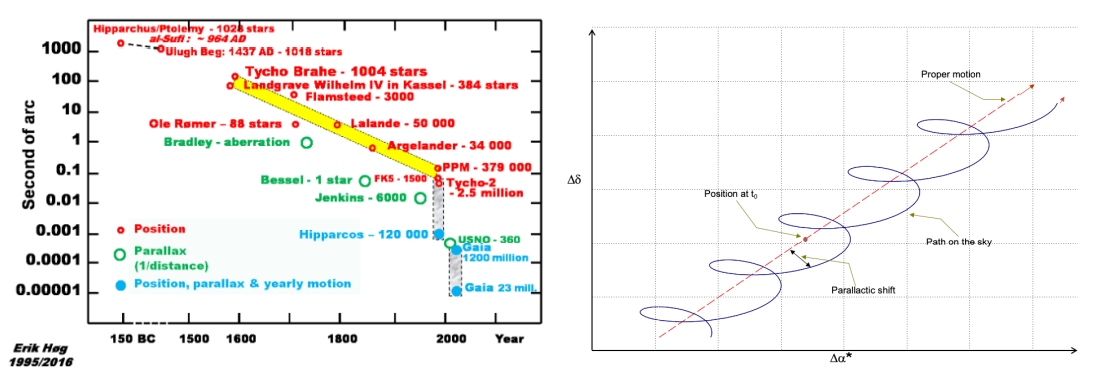 Hipparchus/Ptolemy - 1028 stars
al-Sufi : ~ 964 AD
Ulugh Beg: 1437 AD - 1018 stars
1000
Tycho Brahe - 1004 stars
100
Landgrave Wilhelm IV in Kassel - 384 stars
Flamsteed - 3000
10
Ole Rømer – 88 stars
Lalande - 50 000
1
Bradley - aberration
Argelander - 34 000
PPM - 379 000
0.1
Bessel - 1 star
FK5 - 1500
Tycho-2
- 2.5 million
Jenkins - 6000
0.01
Second of arc
0.001
Hipparcos – 120 000
USNO - 360
Gaia
1200 million
0.0001
Gaia 23 mill.
0.00001
Position
Parallax
(1/distance)
Position, parallax & yearly motion
150 BC
1500
1600
1800
2000
Year
Erik Høg
1995/2016
Proper motion
Δδ
Position at t₀
Path on the sky
Parallactic shift
Δα*